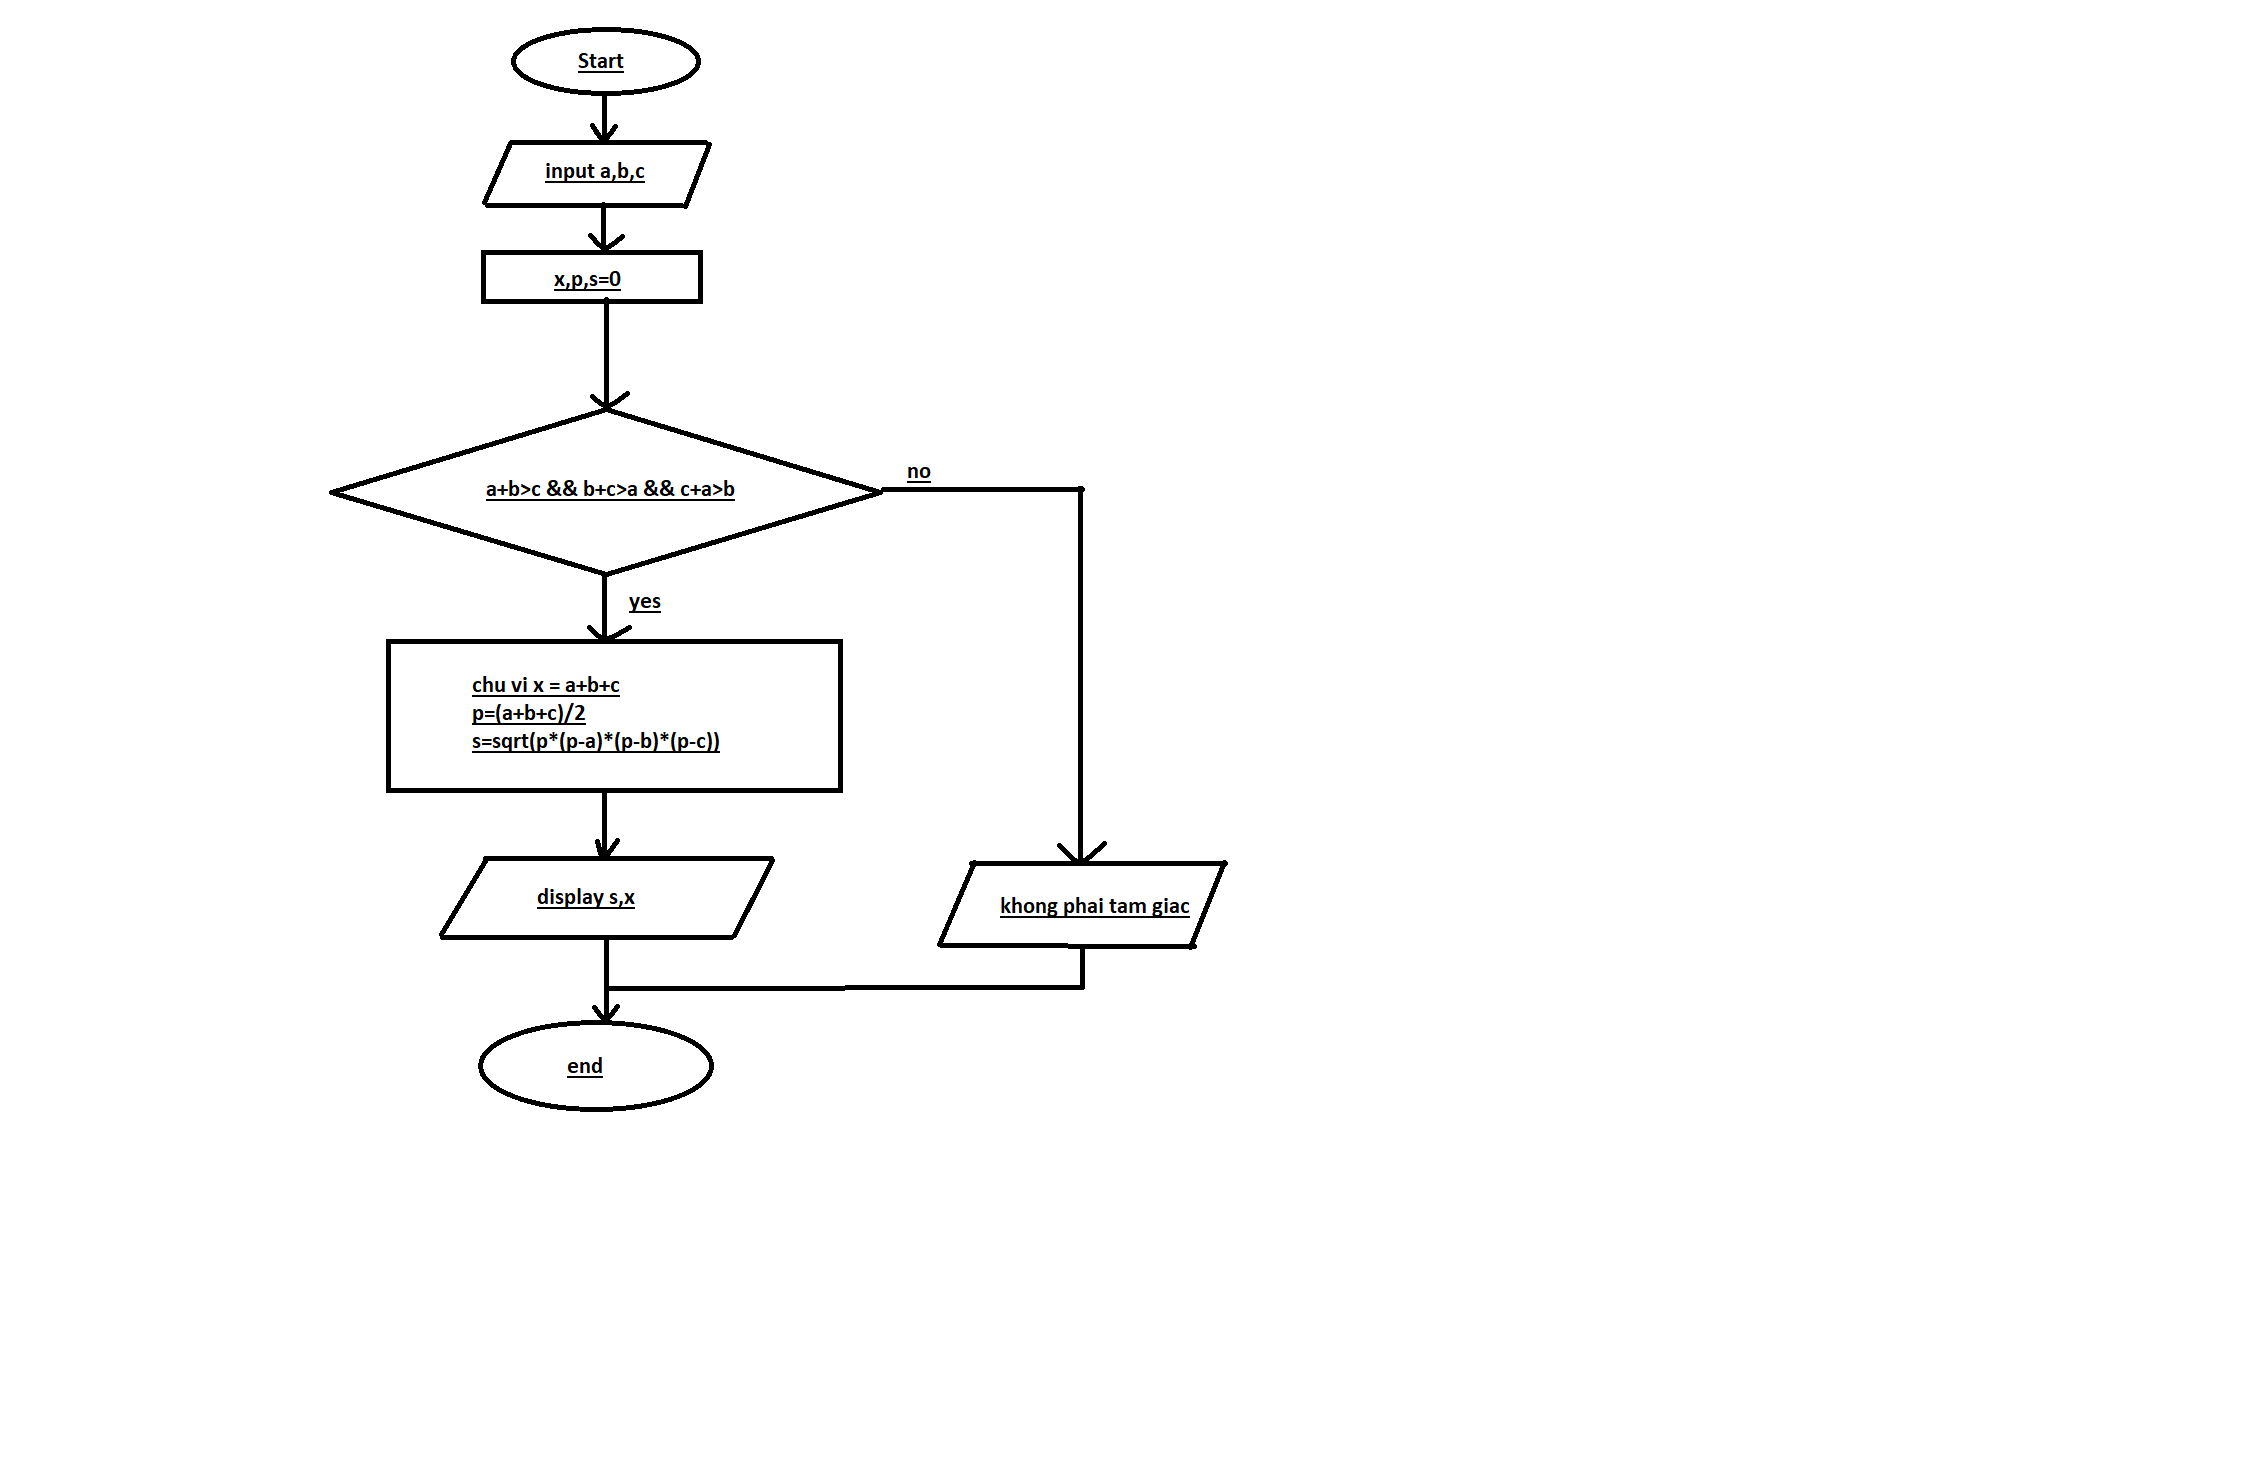 Start
input a,b,c
x,p,s=0
a+b>c && b+c>a && c+a>b
no
yes
chu vi x = a+b+c
p=(a+b+c)/2
s=sqrt(p*(p-a)*(p-b)*(p-c))
display s,x
khong phai tam giac
end